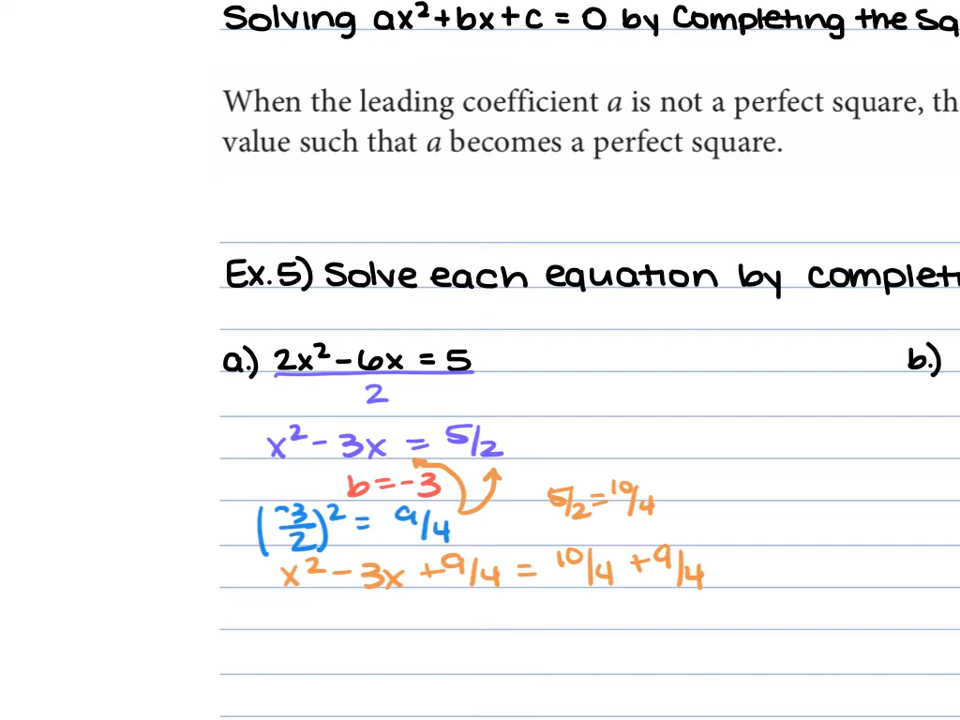 Solving ax²+bx+c = 0 by Completing the Sq
When the leading coefficient a is not a perfect square, th
value such that a becomes a perfect square.
Ex.5) Solve each equation by complet
a.) 2x² - 6x = 5 b.)
2
x² - 3x = 5/2
b = -3
5/2 = 10/4
(-3/2)² = 9/4
x² - 3x + 9/4 = 10/4 + 9/4